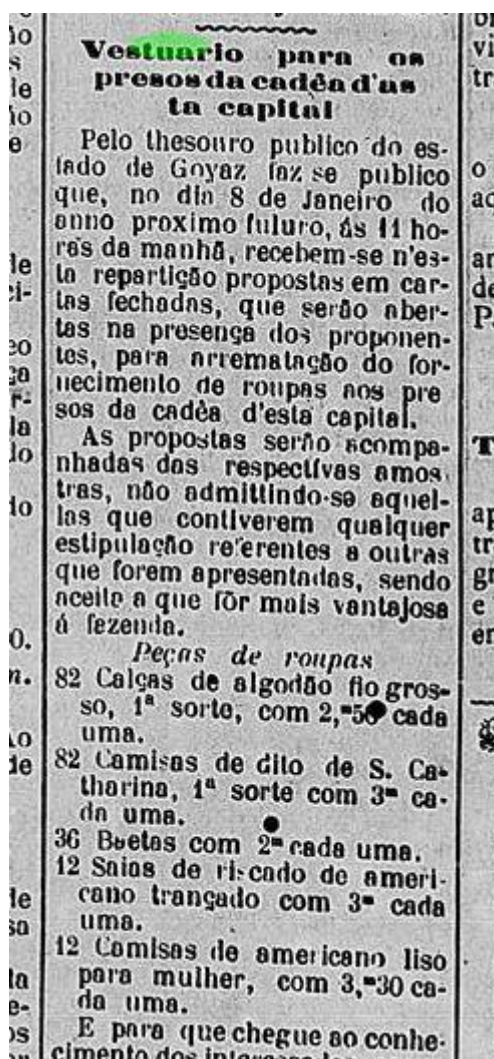 Vestuario para os
presos da cadêa d'as
ta capital
Pelo thesouro publico do es-
tado de Goyaz faz se publico
que, no dia 8 de Janeiro do
anno proximo futuro, ás 11 ho-
ras da manhã, recebem-se n'es-
ta repartição propostas em car-
tas fechadas, que serão aber-
tas na presença dos proponen-
tes, para arrematação do for-
necimento de roupas aos pre
sos da cadêa d'esta capital.
As propostas serão acompa-
nhadas das respectivas amos
tras, não admittindo-se aquel-
las que contiverem qualquer
estipulação referentes a outras
que forem apresentadas, sendo
aceite a que fôr mais vantajosa
á fezenda.
Peças de roupas
82 Calças de algodão fio gros-
so, 1ª sorte, com 2,ᵐ50 cada
uma.
82 Camisas de dito de S. Ca-
tharina, 1ª sorte com 3ᵐ ca-
da uma.
36 Baetas com 2ᵐ cada uma.
12 Saias de riscado de ameri-
cano trançado com 3ᵐ cada
uma.
12 Camisas de americano liso
para mulher, com 3,ᵐ30 ca-
da uma.
E para que chegue ao conhe-
cimento dos